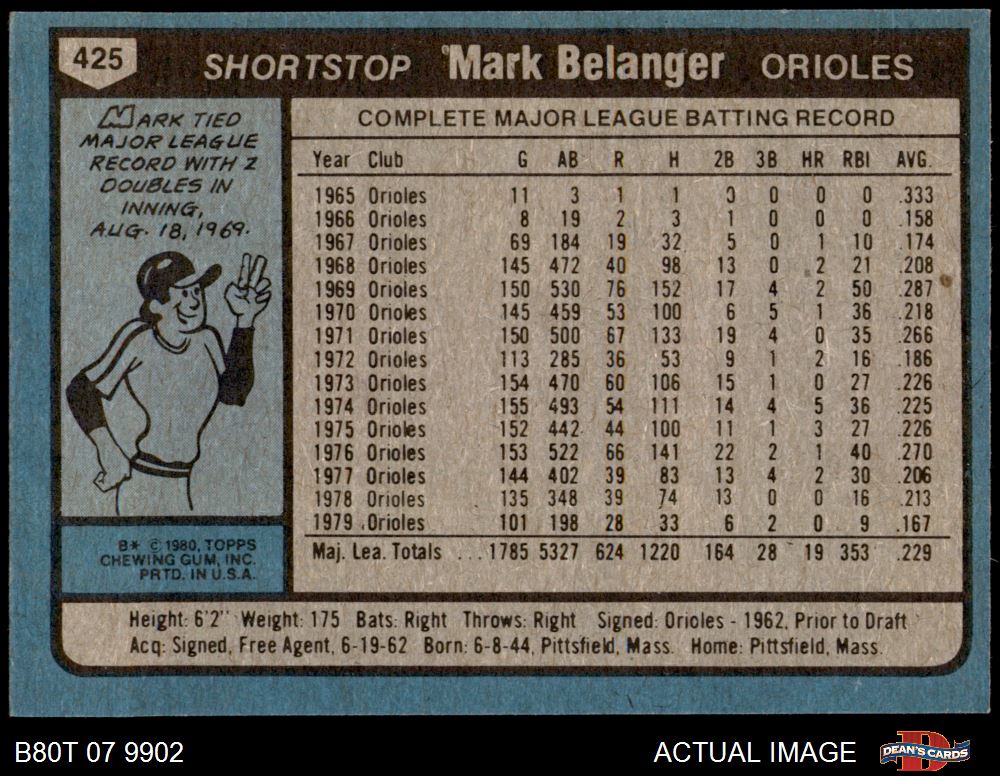 425
SHORTSTOP Mark Belanger ORIOLES
MARK TIED
MAJOR LEAGUE
RECORD WITH 2
DOUBLES IN
INNING,
AUG. 18, 1969.
COMPLETE MAJOR LEAGUE BATTING RECORD
Year Club G AB R H 2B 3B HR RBI AVG.
1965 Orioles 11 3 1 1 0 0 0 0 .333
1966 Orioles 8 19 2 3 1 0 0 0 .158
1967 Orioles 69 184 19 32 5 0 1 10 .174
1968 Orioles 145 472 40 98 13 0 2 21 .208
1969 Orioles 150 530 76 152 17 4 2 50 .287
1970 Orioles 145 459 53 100 6 5 1 36 .218
1971 Orioles 150 500 67 133 19 4 0 35 .266
1972 Orioles 113 285 36 53 9 1 2 16 .186
1973 Orioles 154 470 60 106 15 1 0 27 .226
1974 Orioles 155 493 54 111 14 4 5 36 .225
1975 Orioles 152 442 44 100 11 1 3 27 .226
1976 Orioles 153 522 66 141 22 2 1 40 .270
1977 Orioles 144 402 39 83 13 4 2 30 .206
1978 Orioles 135 348 39 74 13 0 0 16 .213
1979 Orioles 101 198 28 33 6 2 0 9 .167
Maj. Lea. Totals ... 1785 5327 624 1220 164 28 19 353 .229
B* © 1980, TOPPS
CHEWING GUM, INC.
PRTD. IN U.S.A.
Height: 6'2" Weight: 175 Bats: Right Throws: Right Signed: Orioles - 1962, Prior to Draft
Acq: Signed, Free Agent, 6-19-62 Born: 6-8-44, Pittsfield, Mass. Home: Pittsfield, Mass.
B80T 07 9902
ACTUAL IMAGE
DEAN'S CARDS